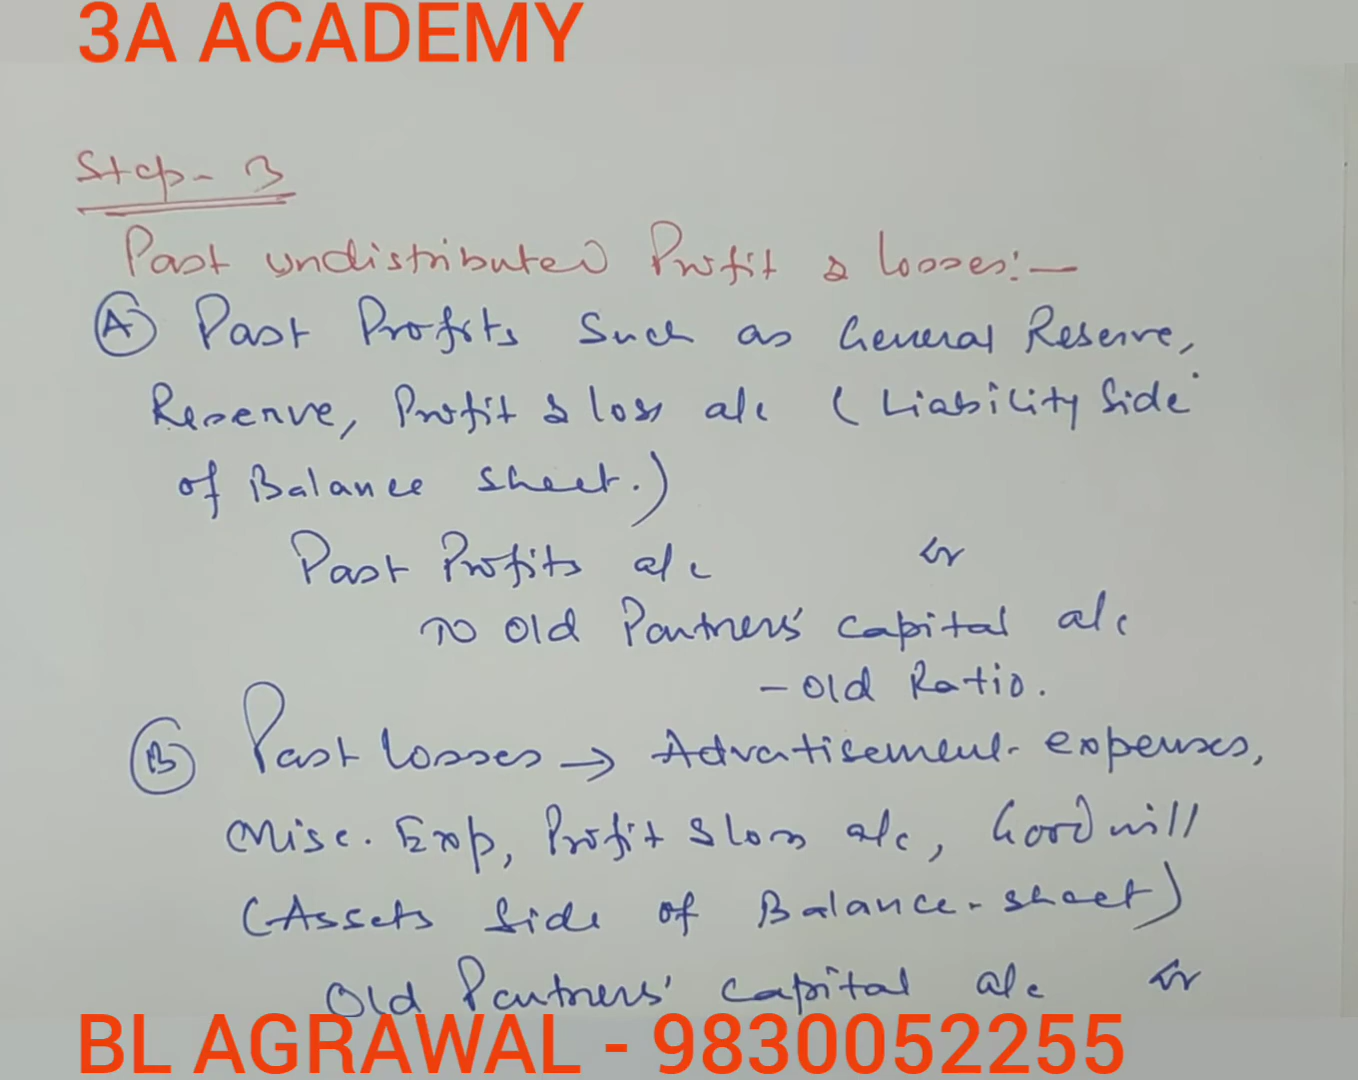 3A ACADEMY
Step - 3
Past undistributed Profit & losses:-
(A) Past Profits Such as General Reserve,
Reserve, Profit & loss a/c (Liability Side
of Balance sheet.)
Past Profits a/c Dr
To Old Partners' capital a/c
- Old Ratio.
(B) Past losses → Advertisement expenses,
Misc. Exp, Profit & loss a/c, Goodwill
(Assets side of Balance-sheet)
Old Partners' capital a/c Dr
BL AGRAWAL - 9830052255